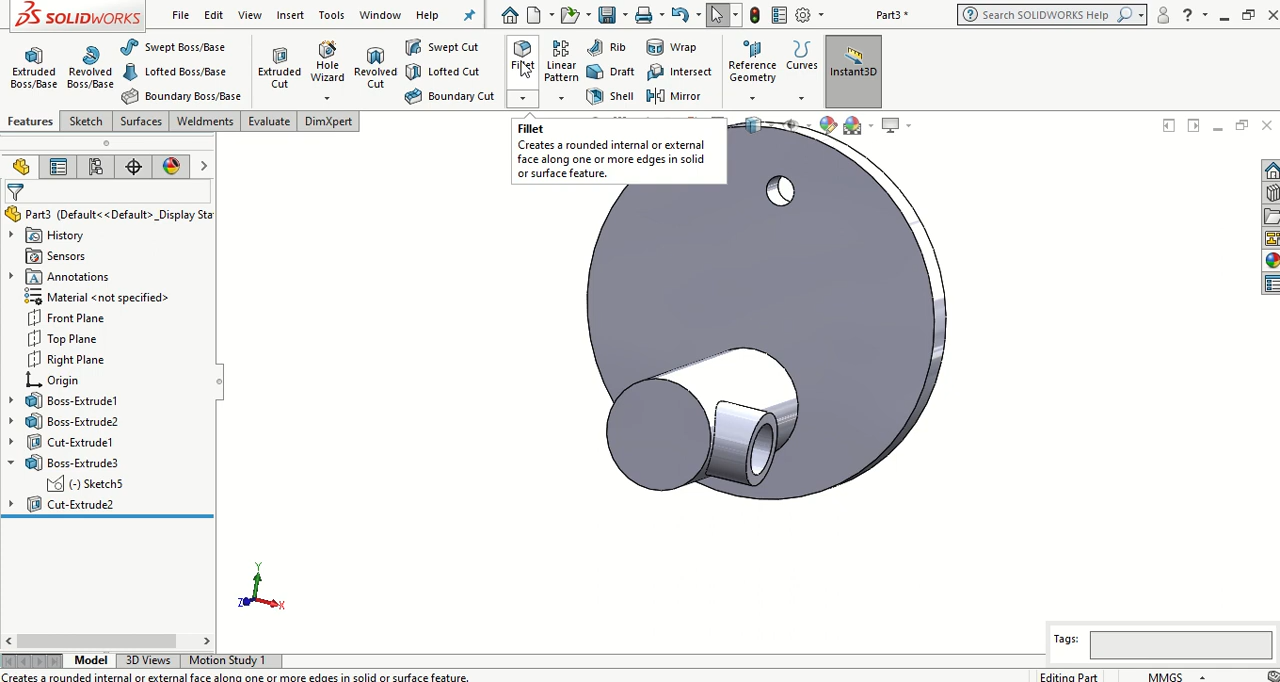 SOLIDWORKS
File Edit View Insert Tools Window Help
Part3 *
Search SOLIDWORKS Help
?
Extruded Boss/Base
Revolved Boss/Base
Swept Boss/Base
Lofted Boss/Base
Boundary Boss/Base
Extruded Cut
Hole Wizard
Revolved Cut
Swept Cut
Lofted Cut
Boundary Cut
Fillet
Linear Pattern
Rib
Draft
Shell
Wrap
Intersect
Mirror
Reference Geometry
Curves
Instant3D
Features Sketch Surfaces Weldments Evaluate DimXpert
Fillet
Creates a rounded internal or external
face along one or more edges in solid
or surface feature.
Part3 (Default<<Default>_Display Sta
History
Sensors
Annotations
Material <not specified>
Front Plane
Top Plane
Right Plane
Origin
Boss-Extrude1
Boss-Extrude2
Cut-Extrude1
Boss-Extrude3
(-) Sketch5
Cut-Extrude2
Y
Z
X
Tags:
Model 3D Views Motion Study 1
Creates a rounded internal or external face along one or more edges in solid or surface feature.
Editing Part
MMGS